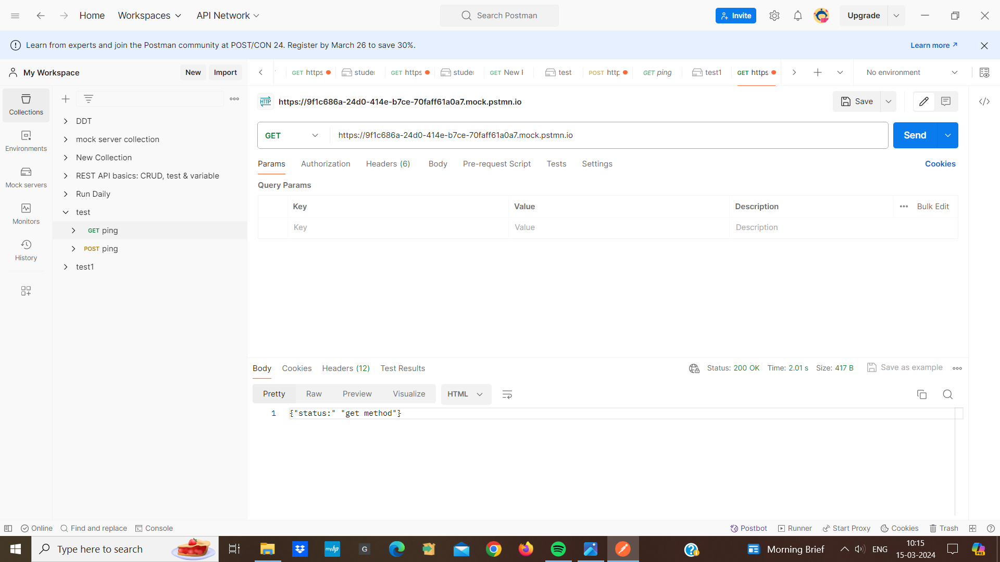 Home Workspaces API Network Search Postman Invite Upgrade
Learn from experts and join the Postman community at POST/CON 24. Register by March 26 to save 30%. Learn more
My Workspace New Import
GET https studer GET https studer GET New test POST http GET ping test1 GET https No environment
Collections
Environments
Mock servers
Monitors
History
DDT
mock server collection
New Collection
REST API basics: CRUD, test & variable
Run Daily
test
GET ping
POST ping
test1
HTTP https://9f1c686a-24d0-414e-b7ce-70faff61a0a7.mock.pstmn.io Save
GET https://9f1c686a-24d0-414e-b7ce-70faff61a0a7.mock.pstmn.io Send
Params Authorization Headers (6) Body Pre-request Script Tests Settings Cookies
Query Params
Key Value Description Bulk Edit
Key Value Description
Body Cookies Headers (12) Test Results Status: 200 OK Time: 2.01 s Size: 417 B Save as example
Pretty Raw Preview Visualize HTML
1 {"status:" "get method"}
Online Find and replace Console Postbot Runner Start Proxy Cookies Trash
Type here to search myhp G Morning Brief ENG 10:15
15-03-2024 PRE